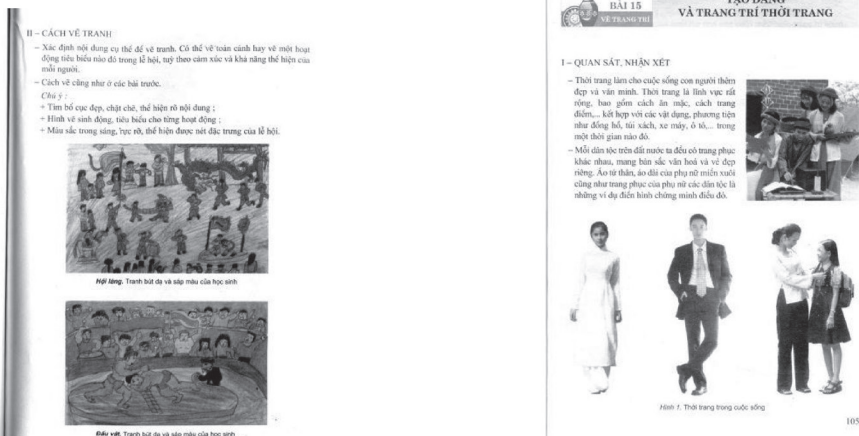 II – CÁCH VẼ TRANH
– Xác định nội dung cụ thể để vẽ tranh. Có thể vẽ toàn cảnh hay vẽ một hoạt
động tiêu biểu nào đó trong lễ hội, tuỳ theo cảm xúc và khả năng thể hiện của
mỗi người.
– Cách vẽ cũng như ở các bài trước.
Chú ý :
+ Tìm bố cục đẹp, chặt chẽ, thể hiện rõ nội dung ;
+ Hình vẽ sinh động, tiêu biểu cho từng hoạt động ;
+ Màu sắc trong sáng, rực rỡ, thể hiện được nét đặc trưng của lễ hội.
Hội làng. Tranh bút dạ và sáp màu của học sinh
Đấu vật. Tranh bút dạ và sáp màu của học sinh
BÀI 15
VẼ TRANG TRÍ
TẠO DÁNG
VÀ TRANG TRÍ THỜI TRANG
I – QUAN SÁT, NHẬN XÉT
– Thời trang làm cho cuộc sống con người thêm
đẹp và văn minh. Thời trang là lĩnh vực rất
rộng, bao gồm cách ăn mặc, cách trang
điểm,... kết hợp với các vật dụng, phương tiện
như đồng hồ, túi xách, xe máy, ô tô,... trong
một thời gian nào đó.
– Mỗi dân tộc trên đất nước ta đều có trang phục
khác nhau, mang bản sắc văn hoá và vẻ đẹp
riêng. Áo tứ thân, áo dài của phụ nữ miền xuôi
cũng như trang phục của phụ nữ các dân tộc là
những ví dụ điển hình chứng minh điều đó.
Hình 1. Thời trang trong cuộc sống
105